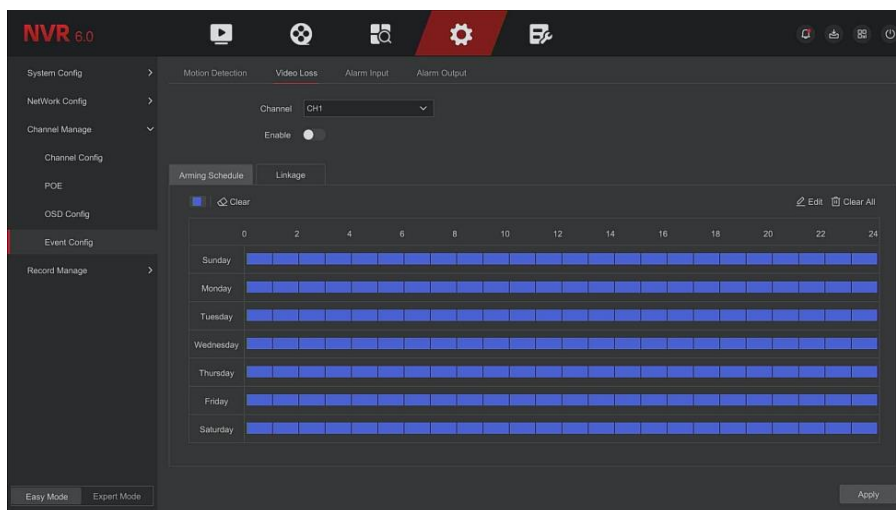 NVR 6.0
System Config
NetWork Config
Channel Manage
Channel Config
POE
OSD Config
Event Config
Record Manage
Easy Mode Expert Mode
Motion Detection Video Loss Alarm Input Alarm Output
Channel CH1
Enable
Arming Schedule Linkage
Clear Edit Clear All
0 2 4 6 8 10 12 14 16 18 20 22 24
Sunday
Monday
Tuesday
Wednesday
Thursday
Friday
Saturday
Apply